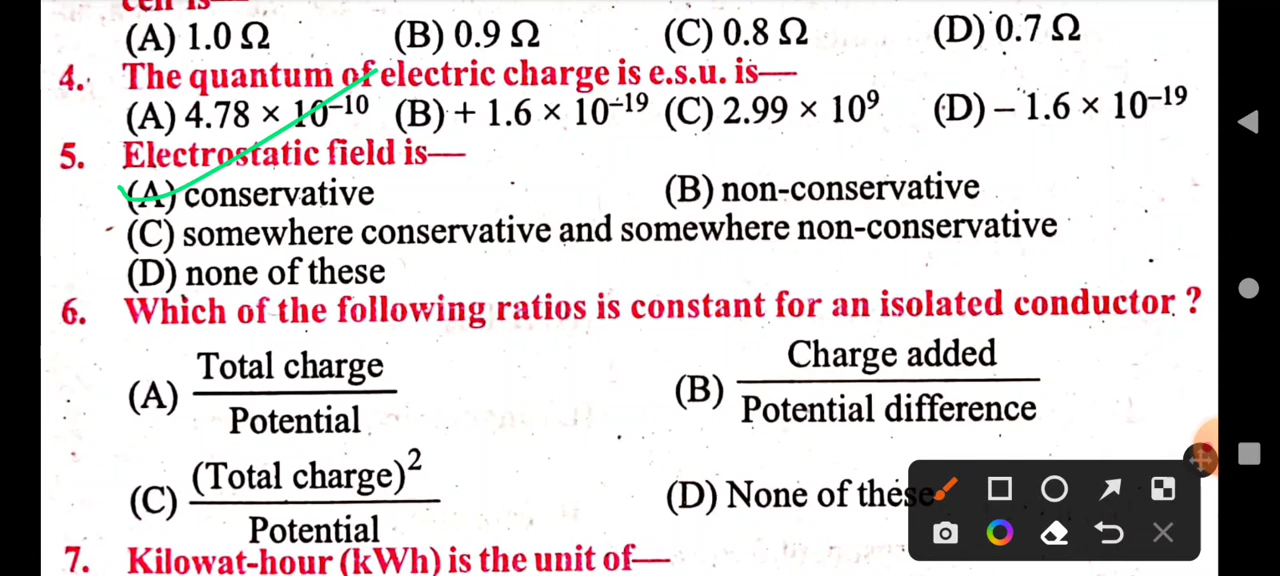 cell is—
(A) 1.0 Ω (B) 0.9 Ω (C) 0.8 Ω (D) 0.7 Ω
4. The quantum of electric charge is e.s.u. is—
(A) 4.78 × 10⁻¹⁰ (B) + 1.6 × 10⁻¹⁹ (C) 2.99 × 10⁹ (D) – 1.6 × 10⁻¹⁹
5. Electrostatic field is—
(A) conservative (B) non-conservative
(C) somewhere conservative and somewhere non-conservative
(D) none of these
6. Which of the following ratios is constant for an isolated conductor ?
(A) Total charge / Potential (B) Charge added / Potential difference
(C) (Total charge)² / Potential (D) None of these
7. Kilowat-hour (kWh) is the unit of—